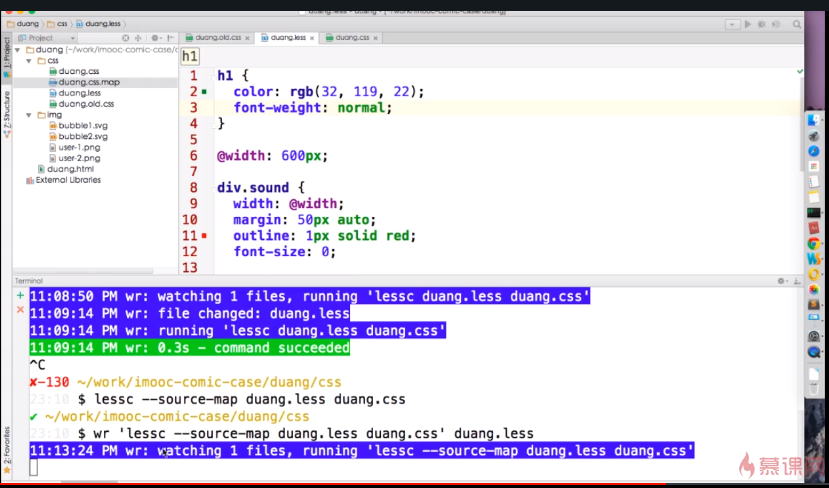 duang.less - duang - [~/work/imooc-comic-case/duang]
duang css duang.less
Project
duang.old.css × duang.less × duang.css ×
1: Project
Z: Structure
2: Favorites
duang (~/work/imooc-comic-case/d
css
duang.css
duang.css.map
duang.less
duang.old.css
img
bubble1.svg
bubble2.svg
user-1.png
user-2.png
duang.html
External Libraries
h1
1 h1 {
2 color: rgb(32, 119, 22);
3 font-weight: normal;
4 }
5
6 @width: 600px;
7
8 div.sound {
9 width: @width;
10 margin: 50px auto;
11 outline: 1px solid red;
12 font-size: 0;
13
Terminal
11:08:50 PM wr: watching 1 files, running 'lessc duang.less duang.css'
11:09:14 PM wr: file changed: duang.less
11:09:14 PM wr: running 'lessc duang.less duang.css'
11:09:14 PM wr: 0.3s - command succeeded
^C
✘-130 ~/work/imooc-comic-case/duang/css
23:10 $ lessc --source-map duang.less duang.css
✔ ~/work/imooc-comic-case/duang/css
23:10 $ wr 'lessc --source-map duang.less duang.css' duang.less
11:13:24 PM wr: watching 1 files, running 'lessc --source-map duang.less duang.css'
慕课网